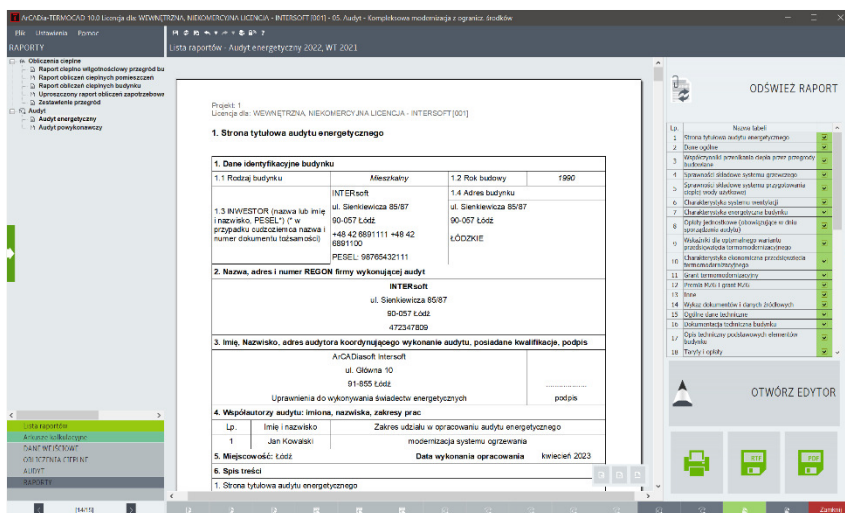 ArCADia-TERMOCAD 10.0 Licencja dla: WEWNĘTRZNA, NIEKOMERCYJNA LICENCJA - INTERSOFT [001] - 05. Audyt - Kompleksowa modernizacja z ogranicz. środków
Plik Ustawienia Pomoc
RAPORTY
Lista raportów - Audyt energetyczny 2022, WT 2021
Obliczenia cieplne
Raport cieplno wilgotnościowy przegród bu
Raport obliczeń cieplnych pomieszczeń
Raport obliczeń cieplnych budynku
Uproszczony raport obliczeń zapotrzebowe
Zestawienie przegród
Audyt
Audyt energetyczny
Audyt powykonawczy
Lista raportów
Arkusze kalkulacyjne
DANE WEJŚCIOWE
OBLICZENIA CIEPLNE
AUDYT
RAPORTY
[14/15]
Projekt: 1
Licencja dla: WEWNĘTRZNA, NIEKOMERCYJNA LICENCJA - INTERSOFT [001]
1. Strona tytułowa audytu energetycznego
1. Dane identyfikacyjne budynku
1.1 Rodzaj budynku Mieszkalny 1.2 Rok budowy 1990
1.3 INWESTOR (nazwa lub imię i nazwisko, PESEL*) (* w przypadku cudzoziemca nazwa i numer dokumentu tożsamości)
INTERsoft
ul. Sienkiewicza 85/87
90-057 Łódź
+48 42 6891111 +48 42
6891100
PESEL: 98765432111
1.4 Adres budynku
ul. Sienkiewicza 85/87
90-057 Łódź
ŁÓDZKIE
2. Nazwa, adres i numer REGON firmy wykonującej audyt
INTERsoft
ul. Sienkiewicza 85/87
90-057 Łódź
472347809
3. Imię, Nazwisko, adres audytora koordynującego wykonanie audytu, posiadane kwalifikacje, podpis
ArCADiasoft Intersoft
ul. Główna 10
91-855 Łódź
Uprawnienia do wykonywania świadectw energetycznych
...................
podpis
4. Współautorzy audytu: imiona, nazwiska, zakresy prac
Lp. Imię i nazwisko Zakres udziału w opracowaniu audytu energetycznego
1 Jan Kowalski modernizacja systemu ogrzewania
5. Miejscowość: Łódź Data wykonania opracowania kwiecień 2023
6. Spis treści
1. Strona tytułowa audytu energetycznego
ODŚWIEŻ RAPORT
Lp. Nazwa tabeli
1 Strona tytułowa audytu energetycznego
2 Dane ogólne
3 Współczynniki przenikania ciepła przez przegrody budowlane
4 Sprawności składowe systemu grzewczego
5 Sprawności składowe systemu przygotowania ciepłej wody użytkowej
6 Charakterystyka systemu wentylacji
7 Charakterystyka energetyczna budynku
8 Opłaty jednostkowe (obowiązujące w dniu sporządzania audytu)
9 Wskaźniki dla optymalnego wariantu przedsięwzięcia termomodernizacyjnego
10 Charakterystyka ekonomiczna przedsięwzięcia termomodernizacyjnego
11 Grant termomodernizacyjny
12 Premia MZG i grant MZG
13 Inne
14 Wykaz dokumentów i danych źródłowych
15 Ogólne dane techniczne
16 Dokumentacja techniczna budynku
17 Opis techniczny podstawowych elementów budynku
18 Taryfy i opłaty
OTWÓRZ EDYTOR
RTF
PDF
Zamknij